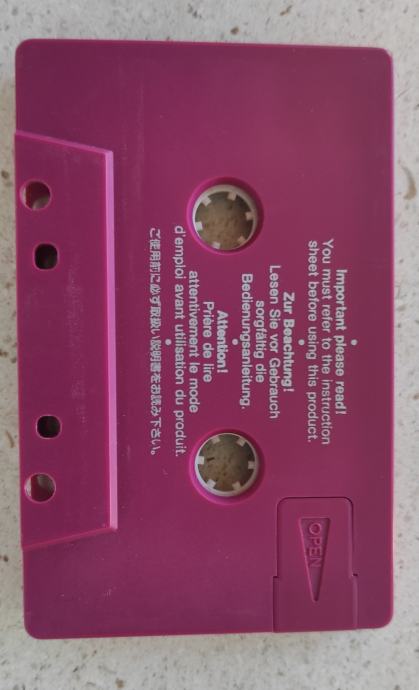 Important please read!
You must refer to the instruction
sheet before using this product.
Zur Beachtung!
Lesen Sie vor Gebrauch
sorgfältig die
Bedienungsanleitung.
Attention!
Prière de lire
attentivement le mode
d'emploi avant utilisation du produit.
ご使用前に必ず取扱い説明書をお読み下さい。
OPEN